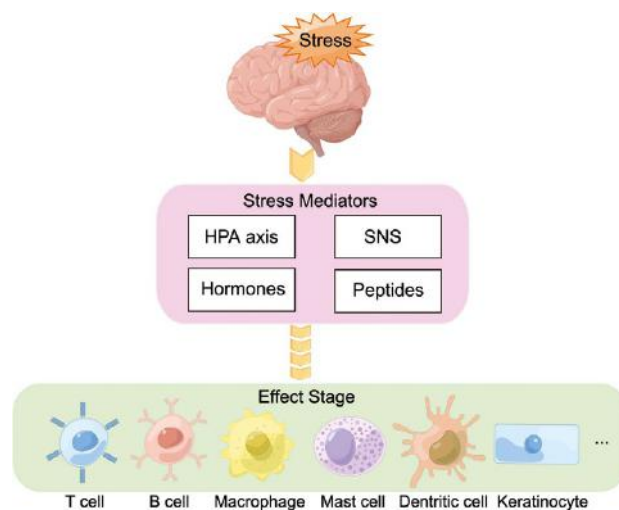 Stress
Stress Mediators
HPA axis SNS
Hormones Peptides
Effect Stage
...
T cell B cell Macrophage Mast cell Dentritic cell Keratinocyte